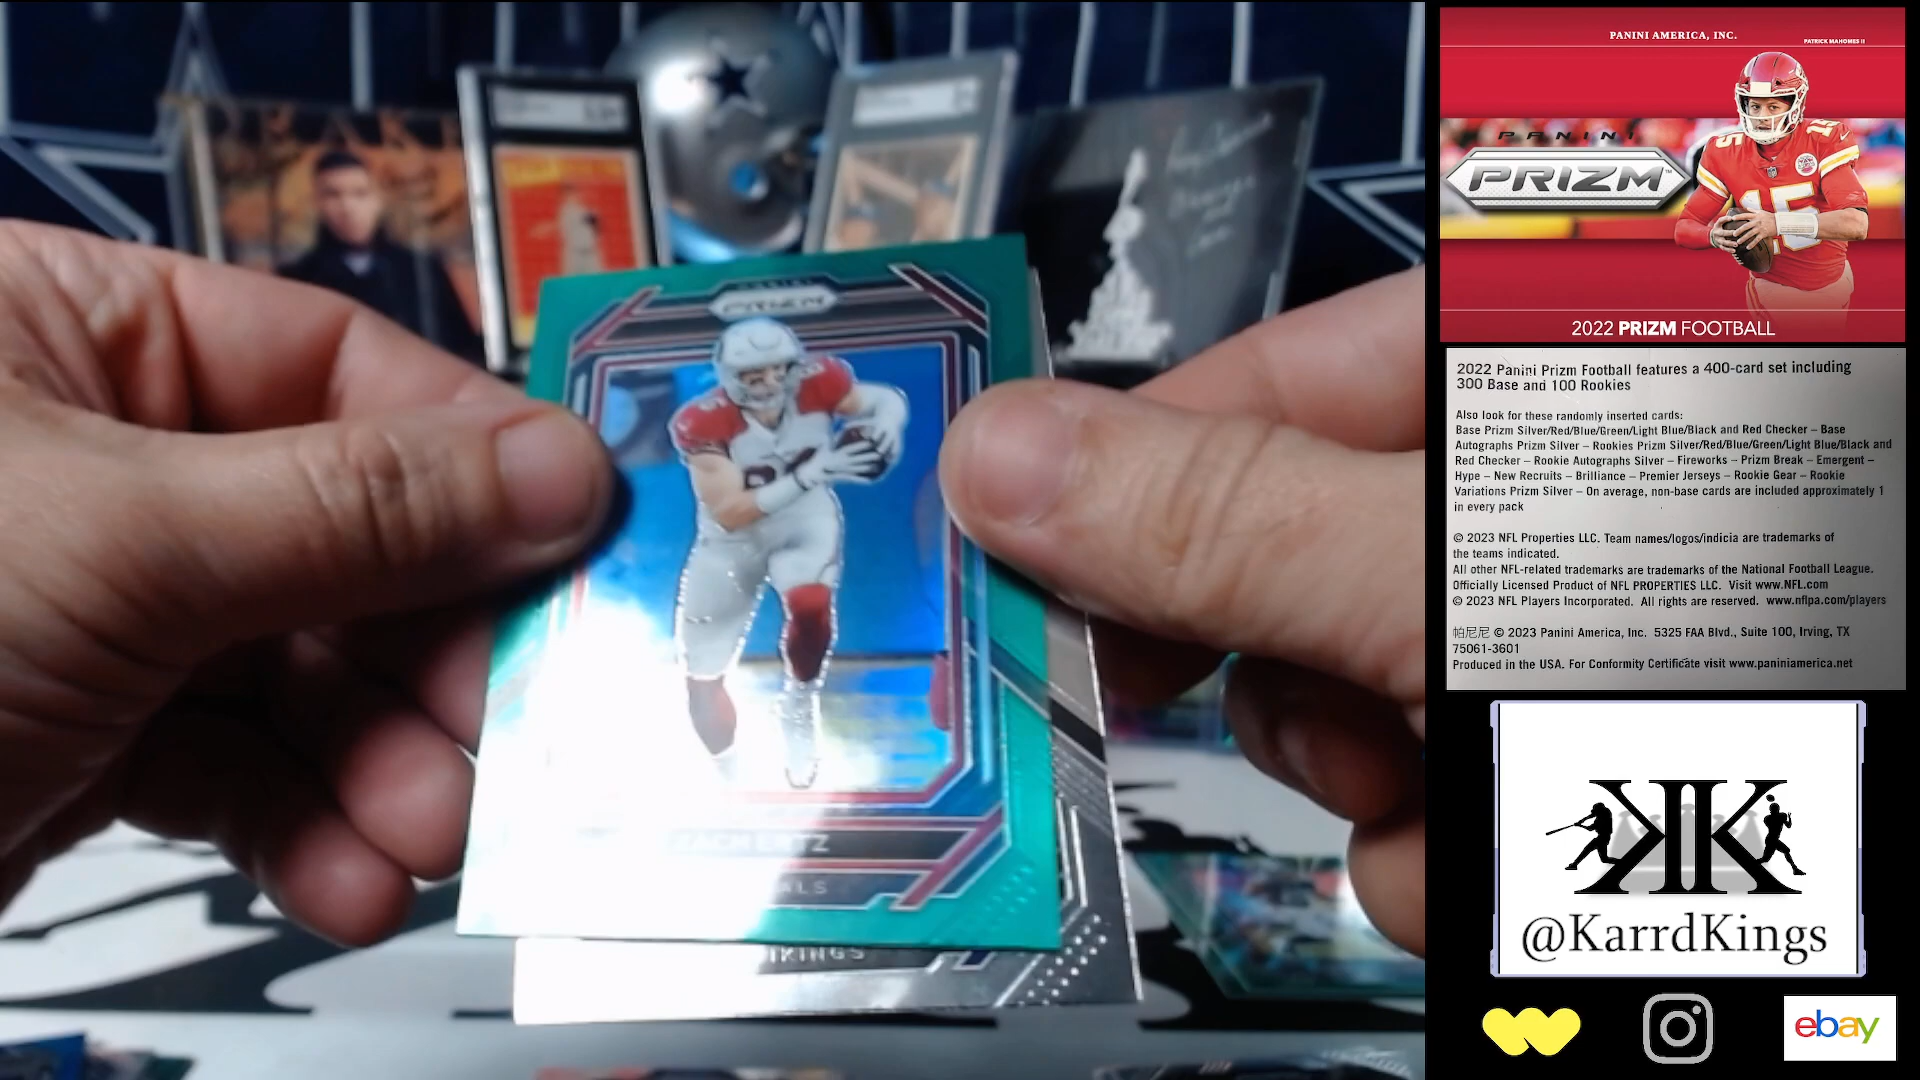 PRIZM
ZACH ERTZ
ALS
IKINGS
PANINI AMERICA, INC.
PATRICK MAHOMES II
PANINI
PRIZM™
15
15
2022 PRIZM FOOTBALL
2022 Panini Prizm Football features a 400-card set including
300 Base and 100 Rookies
Also look for these randomly inserted cards:
Base Prizm Silver/Red/Blue/Green/Light Blue/Black and Red Checker – Base
Autographs Prizm Silver – Rookies Prizm Silver/Red/Blue/Green/Light Blue/Black and
Red Checker – Rookie Autographs Silver – Fireworks – Prizm Break – Emergent –
Hype – New Recruits – Brilliance – Premier Jerseys – Rookie Gear – Rookie
Variations Prizm Silver – On average, non-base cards are included approximately 1
in every pack
© 2023 NFL Properties LLC. Team names/logos/indicia are trademarks of
the teams indicated.
All other NFL-related trademarks are trademarks of the National Football League.
Officially Licensed Product of NFL PROPERTIES LLC. Visit www.NFL.com
© 2023 NFL Players Incorporated. All rights are reserved. www.nflpa.com/players
帕尼尼 © 2023 Panini America, Inc. 5325 FAA Blvd., Suite 100, Irving, TX
75061-3601
Produced in the USA. For Conformity Certificate visit www.paniniamerica.net
KK
@KarrdKings
ebay